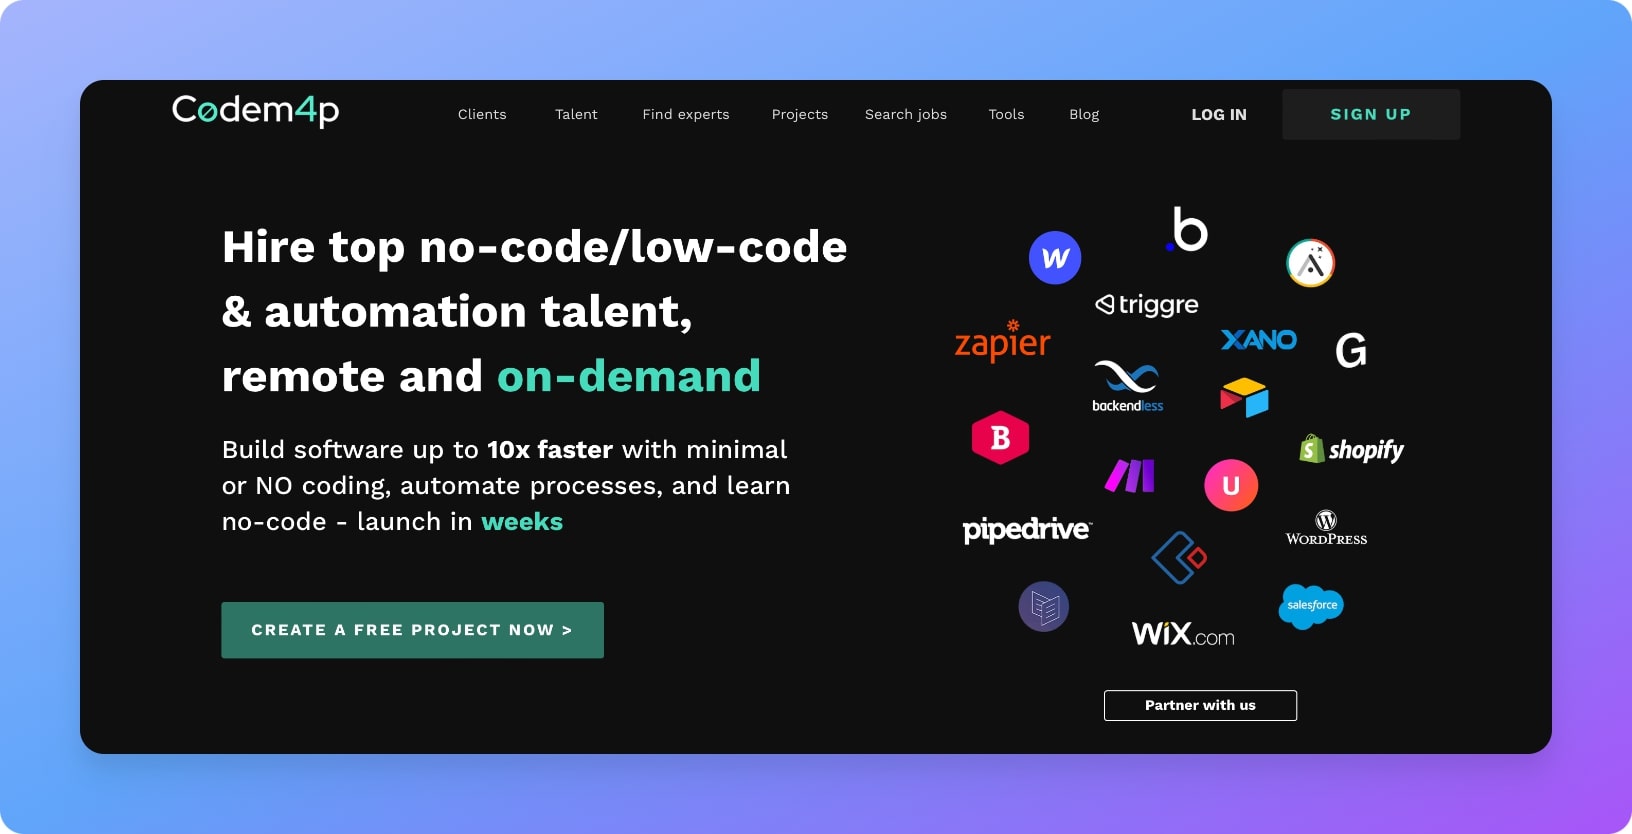 Codem4p
Clients Talent Find experts Projects Search jobs Tools Blog LOG IN SIGN UP
Hire top no-code/low-code
& automation talent,
remote and on-demand
Build software up to 10x faster with minimal
or NO coding, automate processes, and learn
no-code - launch in weeks
CREATE A FREE PROJECT NOW >
b
W
triggre
zapier
XANO
G
backendless
B
shopify
U
pipedrive
WORDPRESS
salesforce
WiX.com
Partner with us